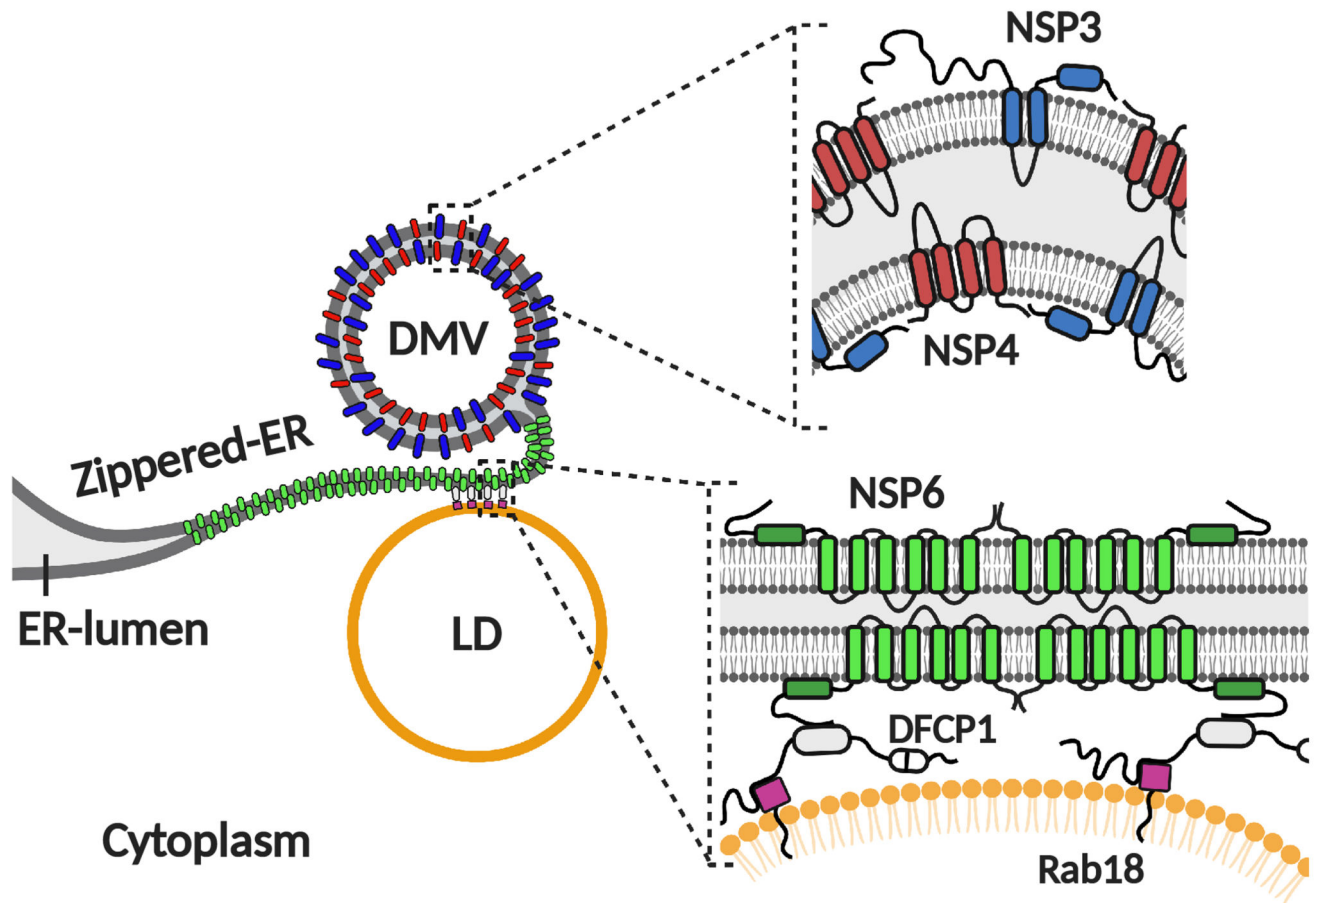 NSP3
DMV
NSP4
Zippered-ER
NSP6
ER-lumen
LD
DFCP1
Cytoplasm
Rab18